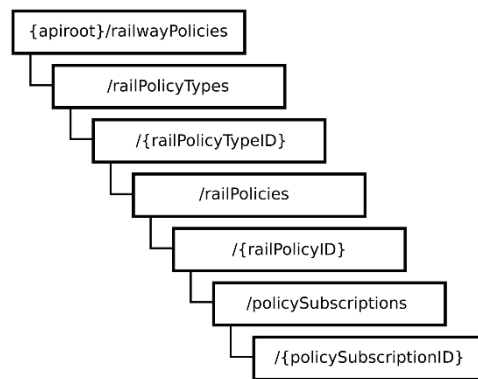 {apiroot}/railwayPolicies
/railPolicyTypes
/{railPolicyTypeID}
/railPolicies
/{railPolicyID}
/policySubscriptions
/{policySubscriptionID}